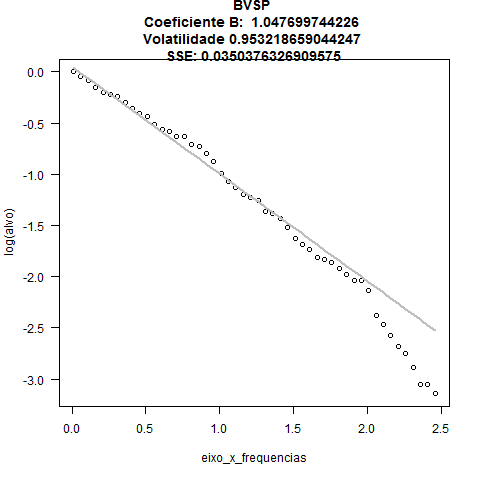 BVSP
Coeficiente B: 1.047699744226
Volatilidade 0.953218659044247
SSE: 0.0350376326909575
0.0
-0.5
-1.0
-1.5
-2.0
-2.5
-3.0
log(alvo)
0.0 0.5 1.0 1.5 2.0 2.5
eixo_x_frequencias